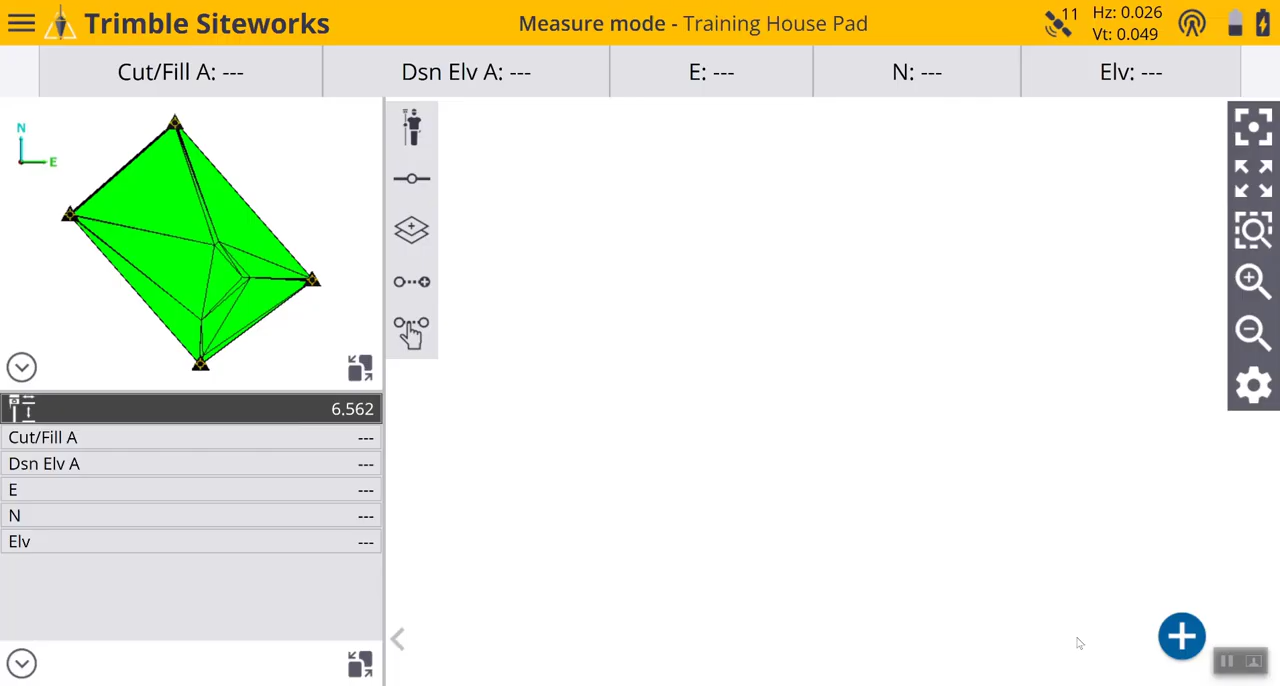 Trimble Siteworks
Measure mode - Training House Pad
11
Hz: 0.026
Vt: 0.049
Cut/Fill A: ---
Dsn Elv A: ---
E: ---
N: ---
Elv: ---
N
E
6.562
Cut/Fill A ---
Dsn Elv A ---
E ---
N ---
Elv ---